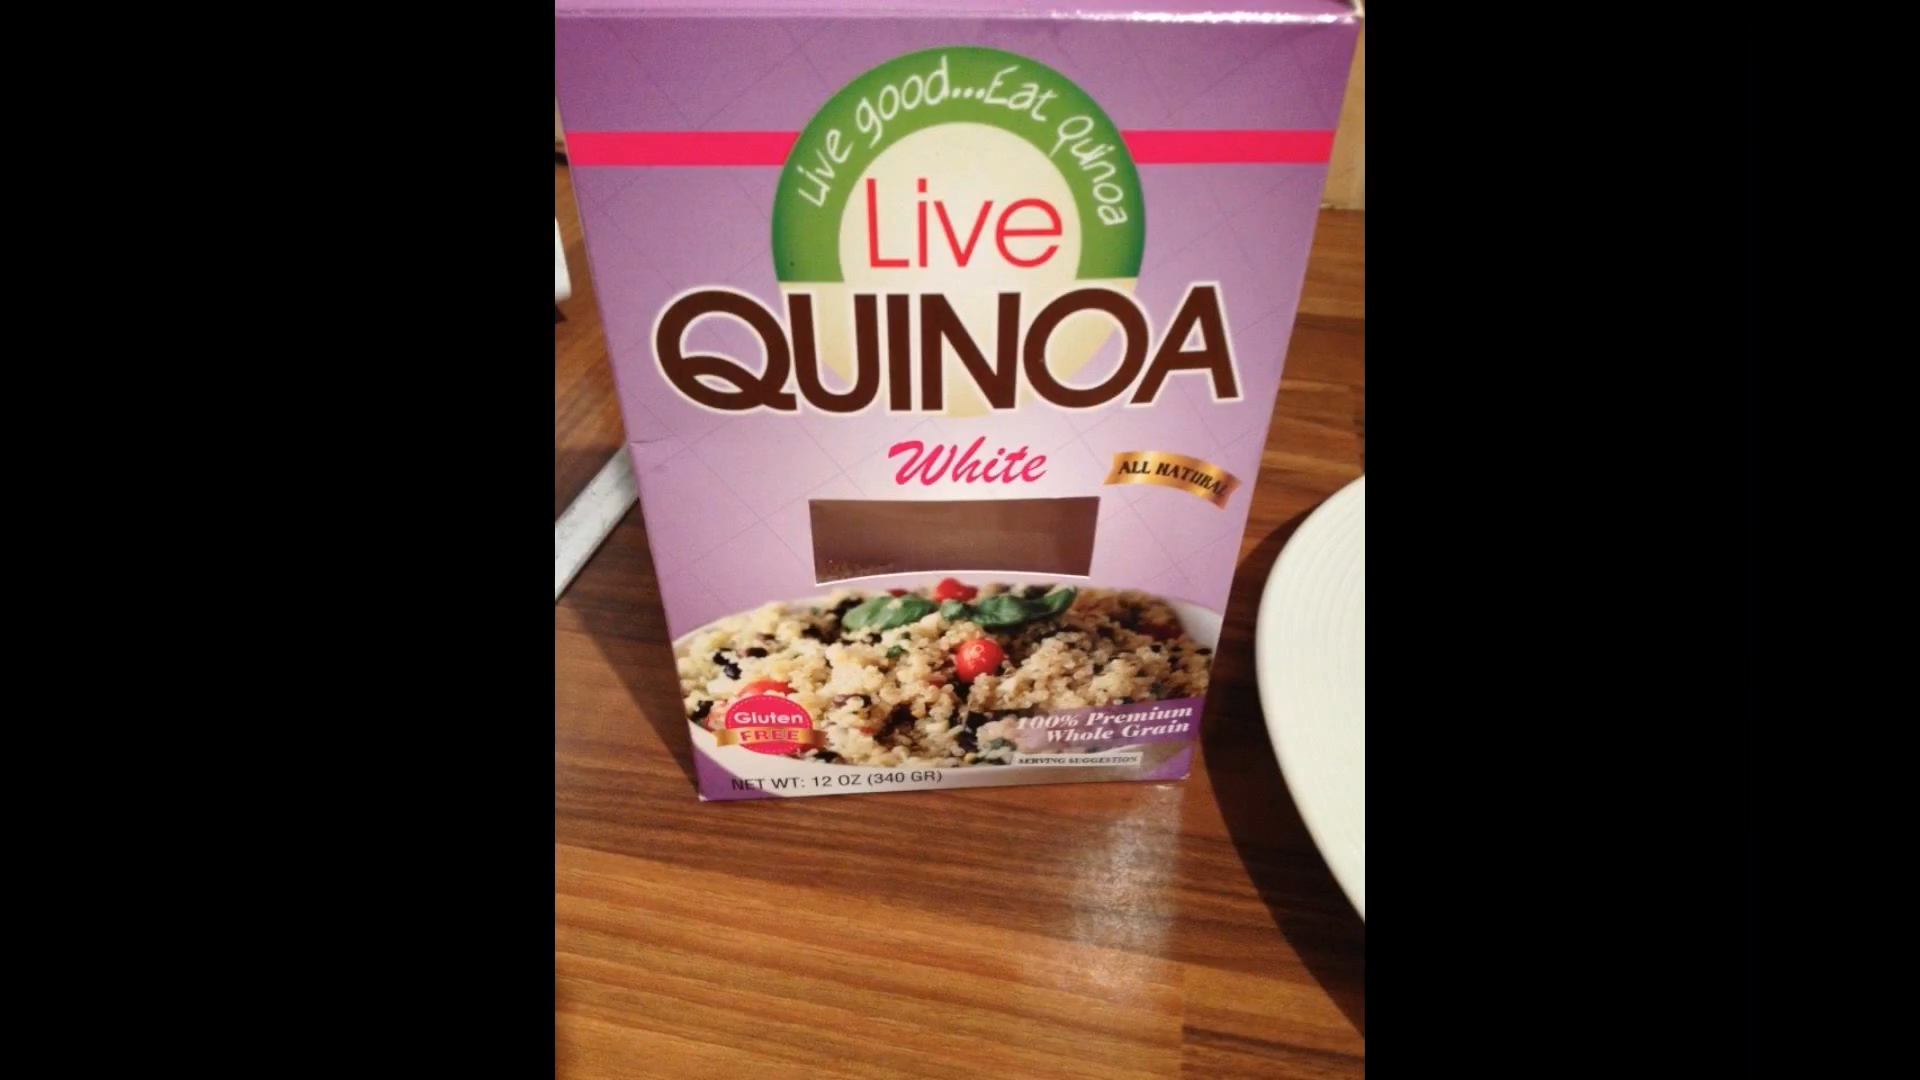 Live good...Eat Quinoa
Live
QUINOA
White
ALL NATURAL
Gluten
FREE
100% Premium
Whole Grain
SERVING SUGGESTION
NET WT: 12 OZ (340 GR)